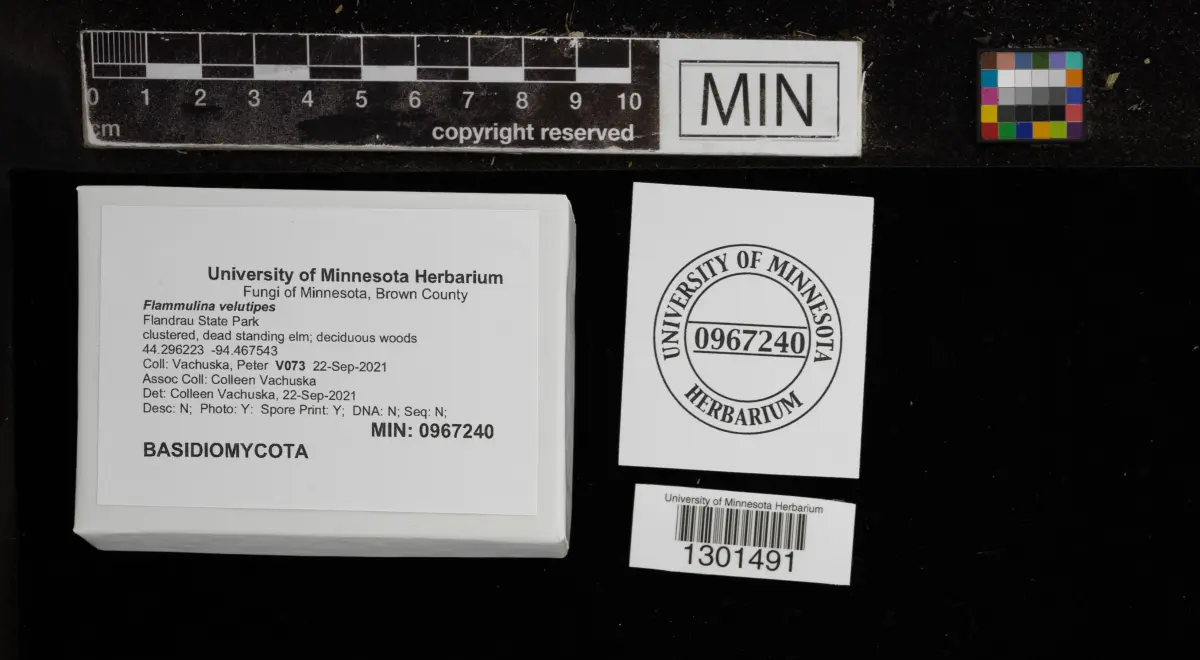 0 1 2 3 4 5 6 7 8 9 10
cm copyright reserved
MIN
University of Minnesota Herbarium
Fungi of Minnesota, Brown County
Flammulina velutipes
Flandrau State Park
clustered, dead standing elm; deciduous woods
44.296223 -94.467543
Coll: Vachuska, Peter V073 22-Sep-2021
Assoc Coll: Colleen Vachuska
Det: Colleen Vachuska, 22-Sep-2021
Desc: N; Photo: Y: Spore Print: Y; DNA: N; Seq: N;
MIN: 0967240
BASIDIOMYCOTA
UNIVERSITY OF MINNESOTA
0967240
HERBARIUM
University of Minnesota Herbarium
1301491